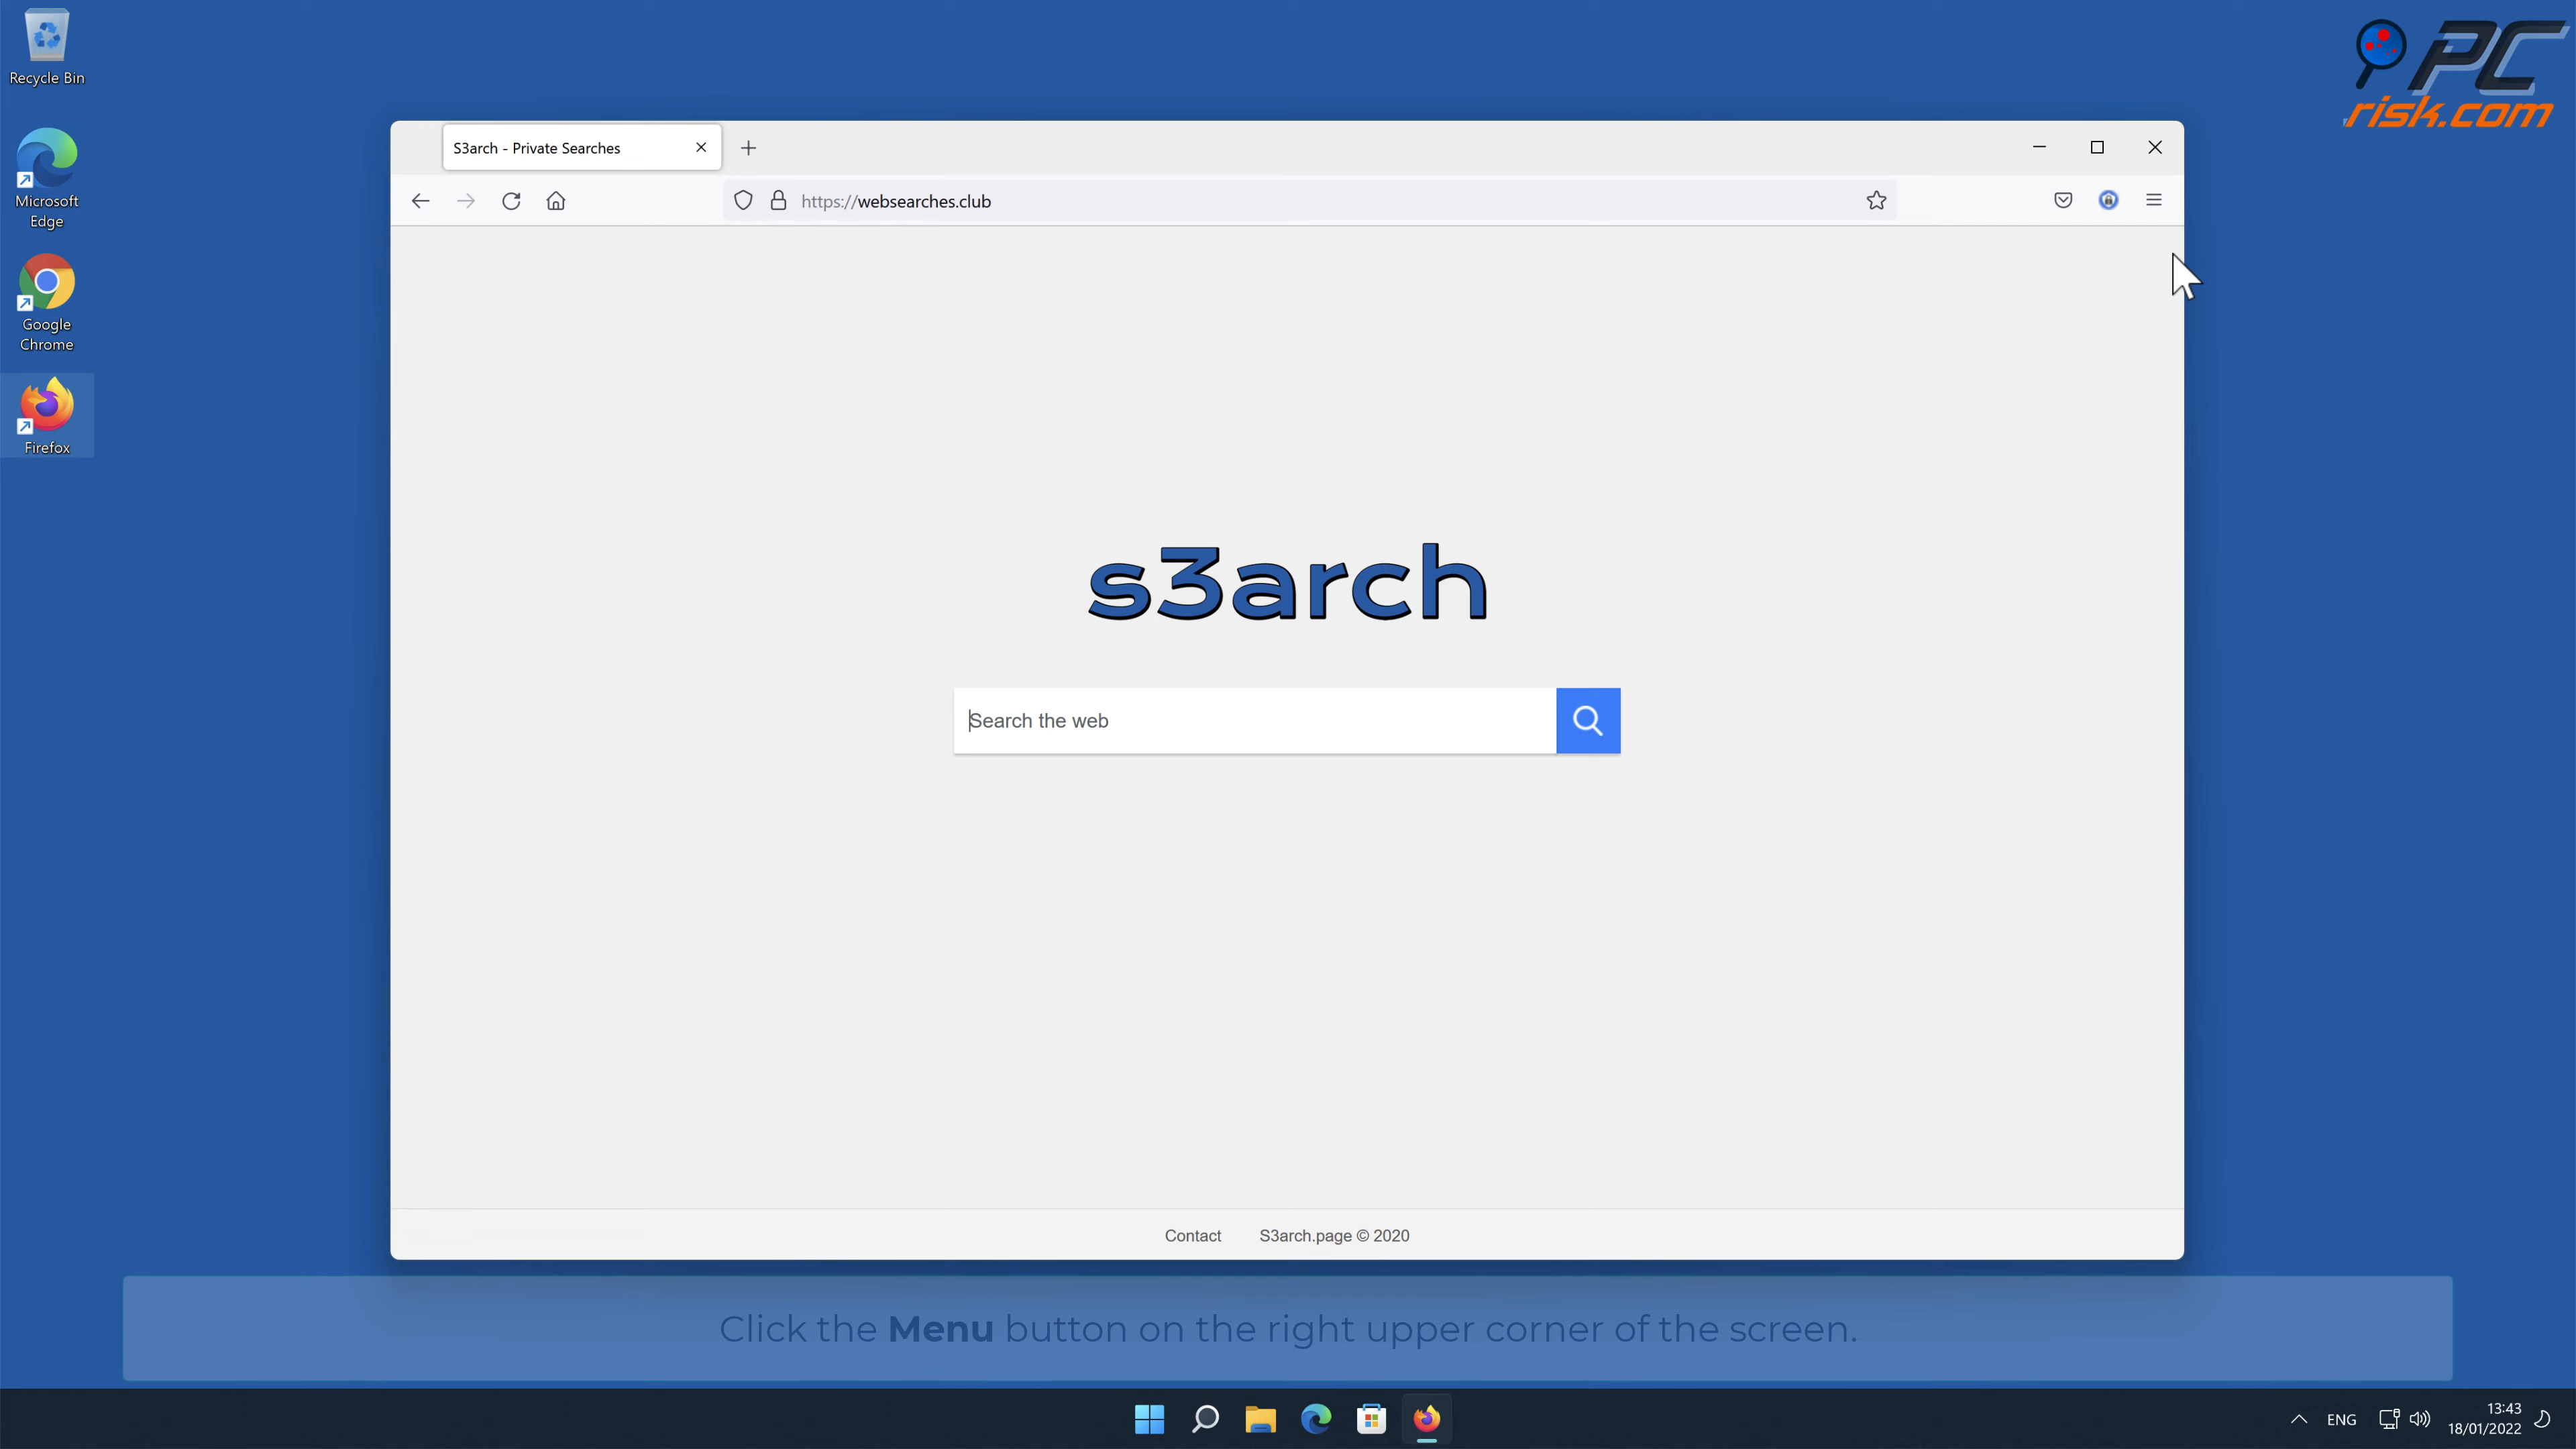 Recycle Bin
Microsoft
Edge
Google
Chrome
Firefox
PC
risk.com
S3arch - Private Searches
https://websearches.club
s3arch
Search the web
Contact S3arch.page © 2020
Click the Menu button on the right upper corner of the screen.
ENG
13:43
18/01/2022